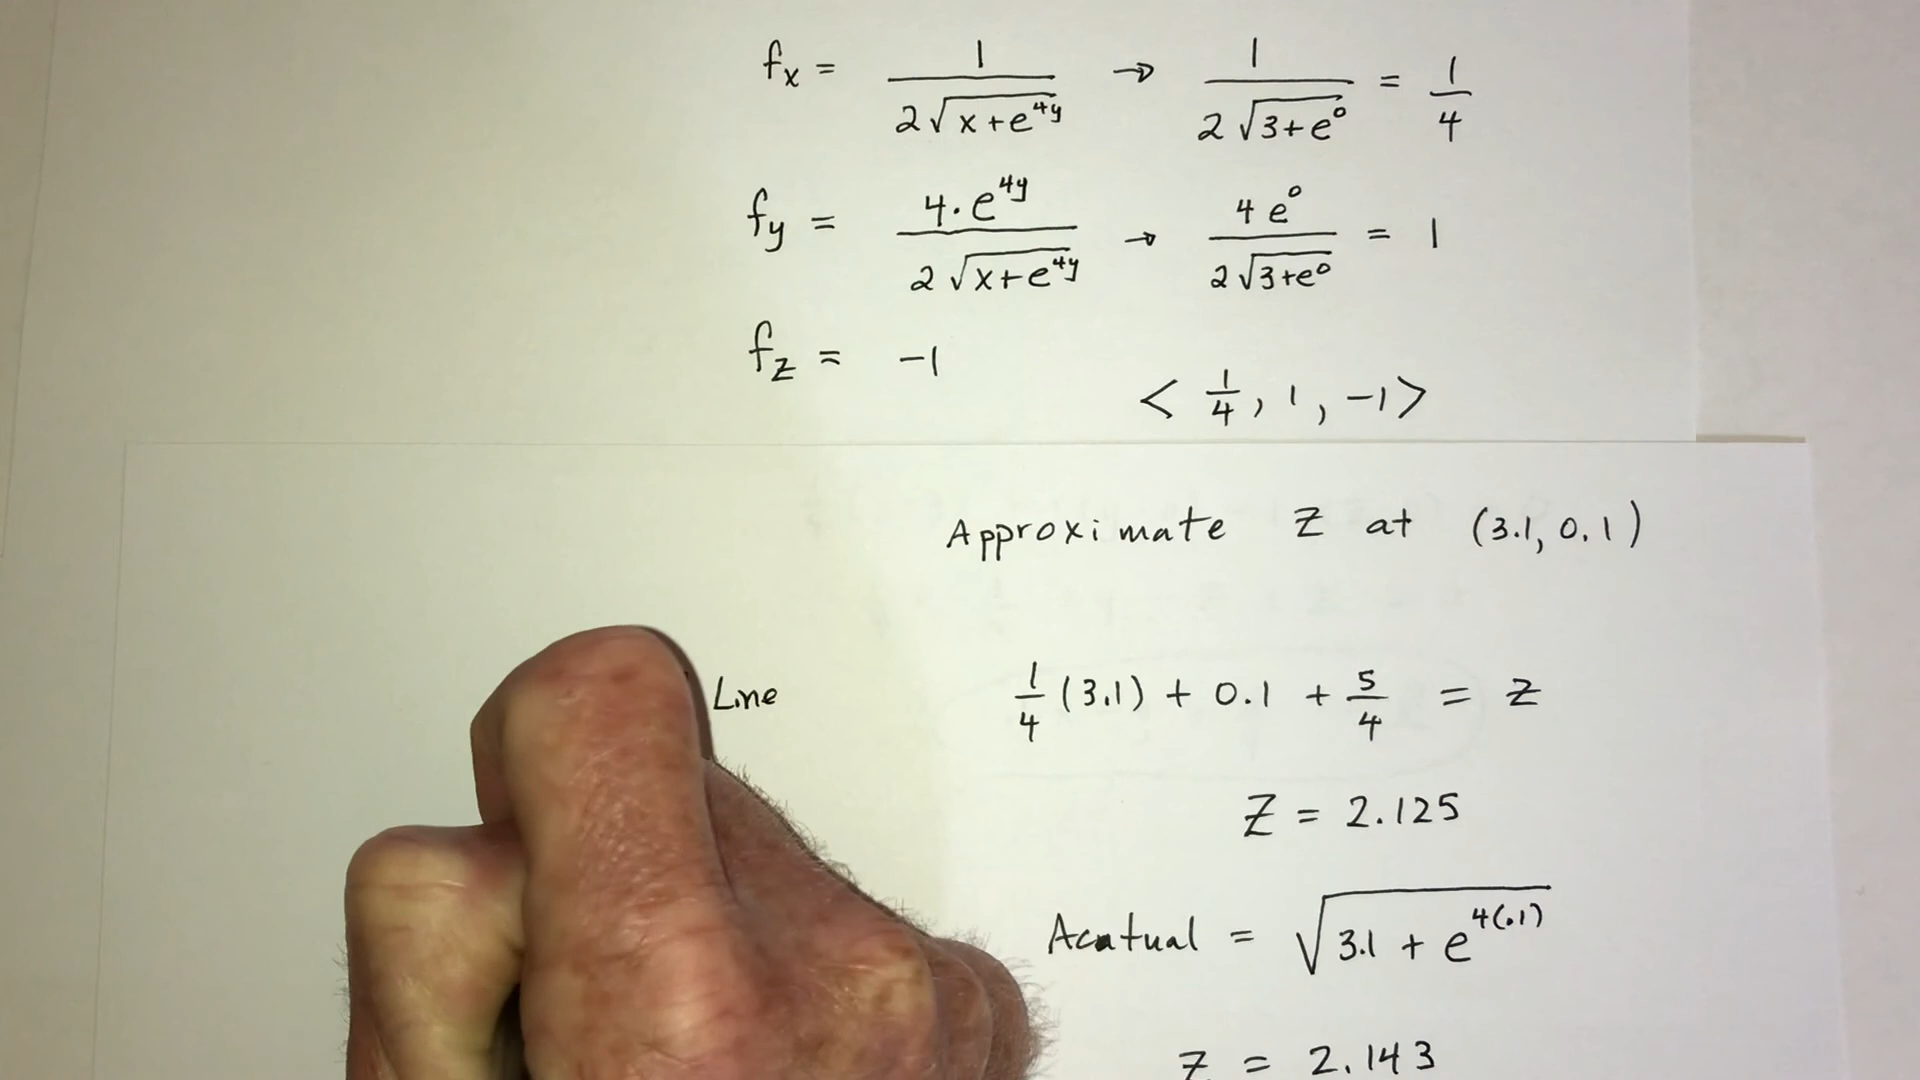 fx = 1 / 2√(x+e^4y) → 1 / 2√(3+e^0) = 1/4
fy = 4·e^4y / 2√(x+e^4y) → 4e^0 / 2√(3+e^0) = 1
fz = -1
< 1/4, 1, -1>
Approximate z at (3.1, 0.1)
Line
1/4 (3.1) + 0.1 + 5/4 = z
z = 2.125
Acatual = √(3.1 + e^4(.1))
z = 2.143